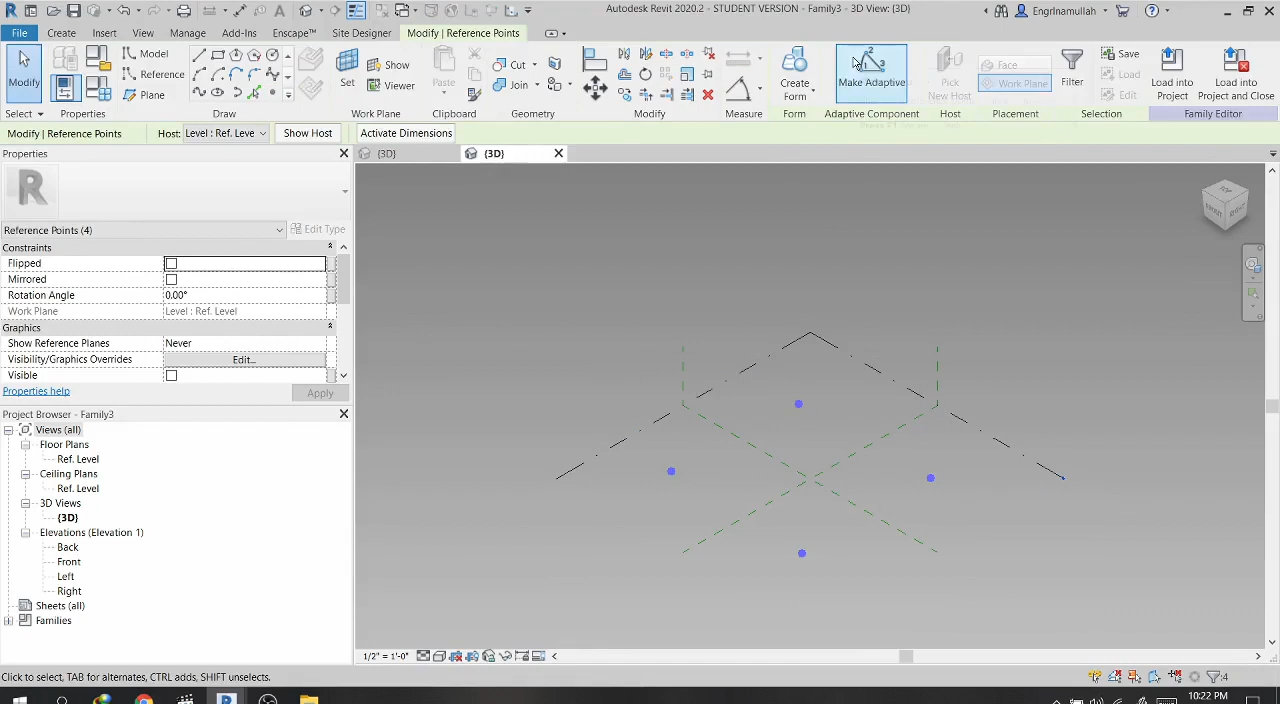 Autodesk Revit 2020.2 - STUDENT VERSION - Family3 - 3D View: {3D}
EngrInamullah
File Create Insert View Manage Add-Ins Enscape™ Site Designer Modify | Reference Points
Modify
Model
Reference
Plane
Set
Show
Viewer
Paste
Cut
Join
Create Form
2
3
Make Adaptive
Pick New Host
Face
Work Plane
Filter
Save
Load
Edit
Load into Project
Load into Project and Close
Select Properties Draw Work Plane Clipboard Geometry Modify Measure Form Adaptive Component Host Placement Selection Family Editor
Modify | Reference Points Host: Level : Ref. Leve Show Host Activate Dimensions
Properties
{3D}
{3D}
R
Reference Points (4) Edit Type
Constraints
Flipped
Mirrored
Rotation Angle 0.00°
Work Plane Level : Ref. Level
Graphics
Show Reference Planes Never
Visibility/Graphics Overrides Edit...
Visible
Properties help Apply
Project Browser - Family3
Views (all)
Floor Plans
Ref. Level
Ceiling Plans
Ref. Level
3D Views
{3D}
Elevations (Elevation 1)
Back
Front
Left
Right
Sheets (all)
Families
1/2" = 1'-0"
Click to select, TAB for alternates, CTRL adds, SHIFT unselects.
:4
10:22 PM